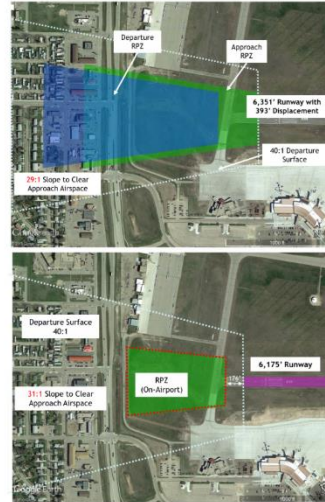 Departure
RPZ
Approach
RPZ
6,351' Runway with
393' Displacement
40:1 Departure
Surface
29:1 Slope to Clear
Approach Airspace
Departure Surface
40:1
6,175' Runway
176'
RPZ
(On-Airport)
31:1 Slope to Clear
Approach Airspace
Google Earth